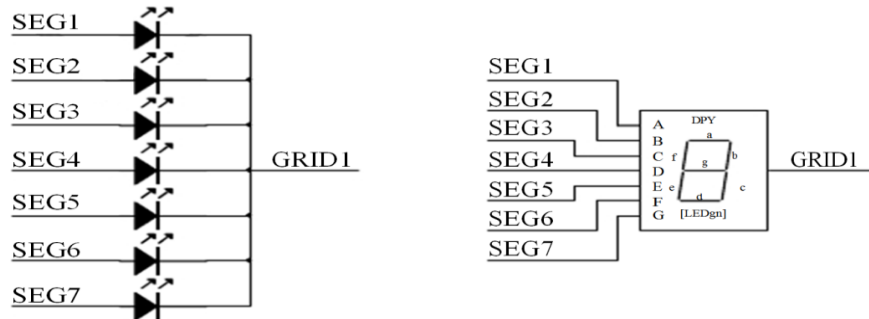 SEG1
SEG2
SEG3
SEG4
SEG5
SEG6
SEG7
GRID1
SEG1
SEG2
SEG3
SEG4
SEG5
SEG6
SEG7
DPY
A
B
C
D
E
F
G
a
f
b
g
e
c
d
[LEDgn]
GRID1